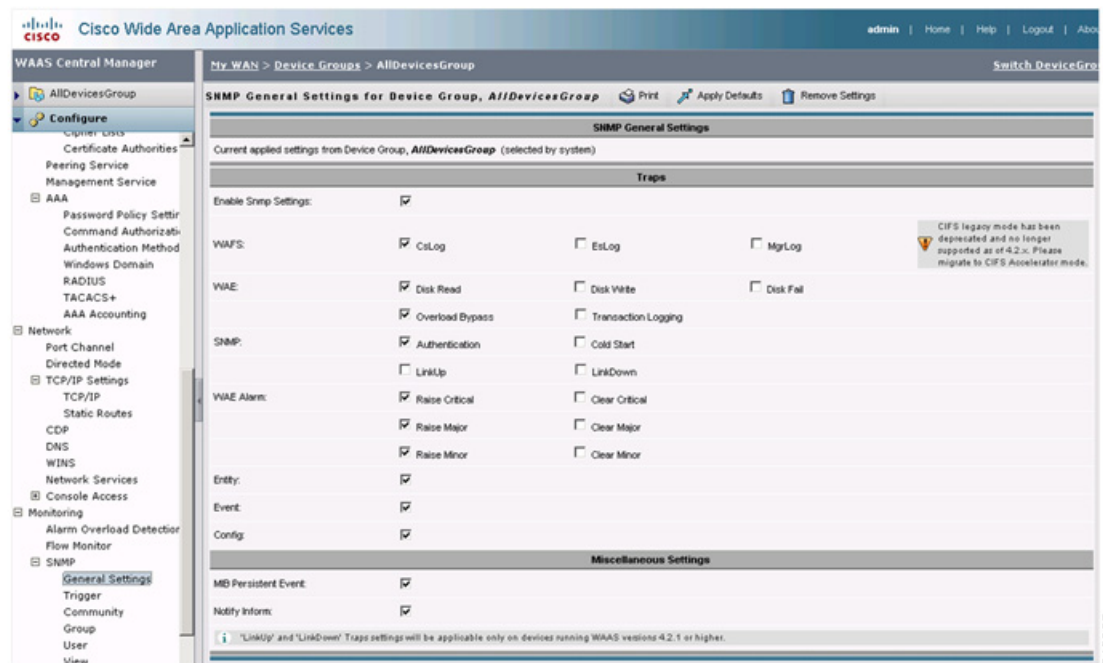 cisco
Cisco Wide Area Application Services
admin | Home | Help | Logout | Abou
WAAS Central Manager
My WAN > Device Groups > AllDevicesGroup
Switch DeviceGro
AllDevicesGroup
Configure
Cipher Lists
Certificate Authorities
Peering Service
Management Service
AAA
Password Policy Settin
Command Authorizati
Authentication Method
Windows Domain
RADIUS
TACACS+
AAA Accounting
Network
Port Channel
Directed Mode
TCP/IP Settings
TCP/IP
Static Routes
CDP
DNS
WINS
Network Services
Console Access
Monitoring
Alarm Overload Detection
Flow Monitor
SNMP
General Settings
Trigger
Community
Group
User
View
SNMP General Settings for Device Group, AllDevicesGroup Print Apply Defaults Remove Settings
SNMP General Settings
Current applied settings from Device Group, AllDevicesGroup (selected by system)
Traps
Enable Snmp Settings:
WAFS: CsLog EsLog MgrLog
CIFS legacy mode has been
deprecated and no longer
supported as of 4.2.x. Please
migrate to CIFS Accelerator mode.
WAE: Disk Read Disk Write Disk Fail
Overload Bypass Transaction Logging
SNMP: Authentication Cold Start
LinkUp LinkDown
WAE Alarm: Raise Critical Clear Critical
Raise Major Clear Major
Raise Minor Clear Minor
Entity:
Event:
Config:
Miscellaneous Settings
MIB Persistent Event:
Notify Inform:
'LinkUp' and 'LinkDown' Traps settings will be applicable only on devices running WAAS versions 4.2.1 or higher.